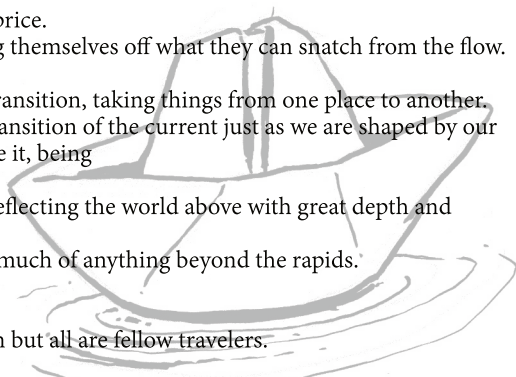 price.
g themselves off what they can snatch from the flow.
ransition, taking things from one place to another.
ansition of the current just as we are shaped by our
e it, being
eflecting the world above with great depth and
much of anything beyond the rapids.
n but all are fellow travelers.